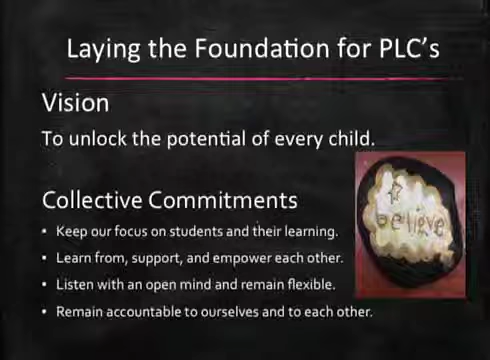 Laying the Foundation for PLC's
Vision
To unlock the potential of every child.
Collective Commitments
• Keep our focus on students and their learning.
• Learn from, support, and empower each other.
• Listen with an open mind and remain flexible.
• Remain accountable to ourselves and to each other.
believe